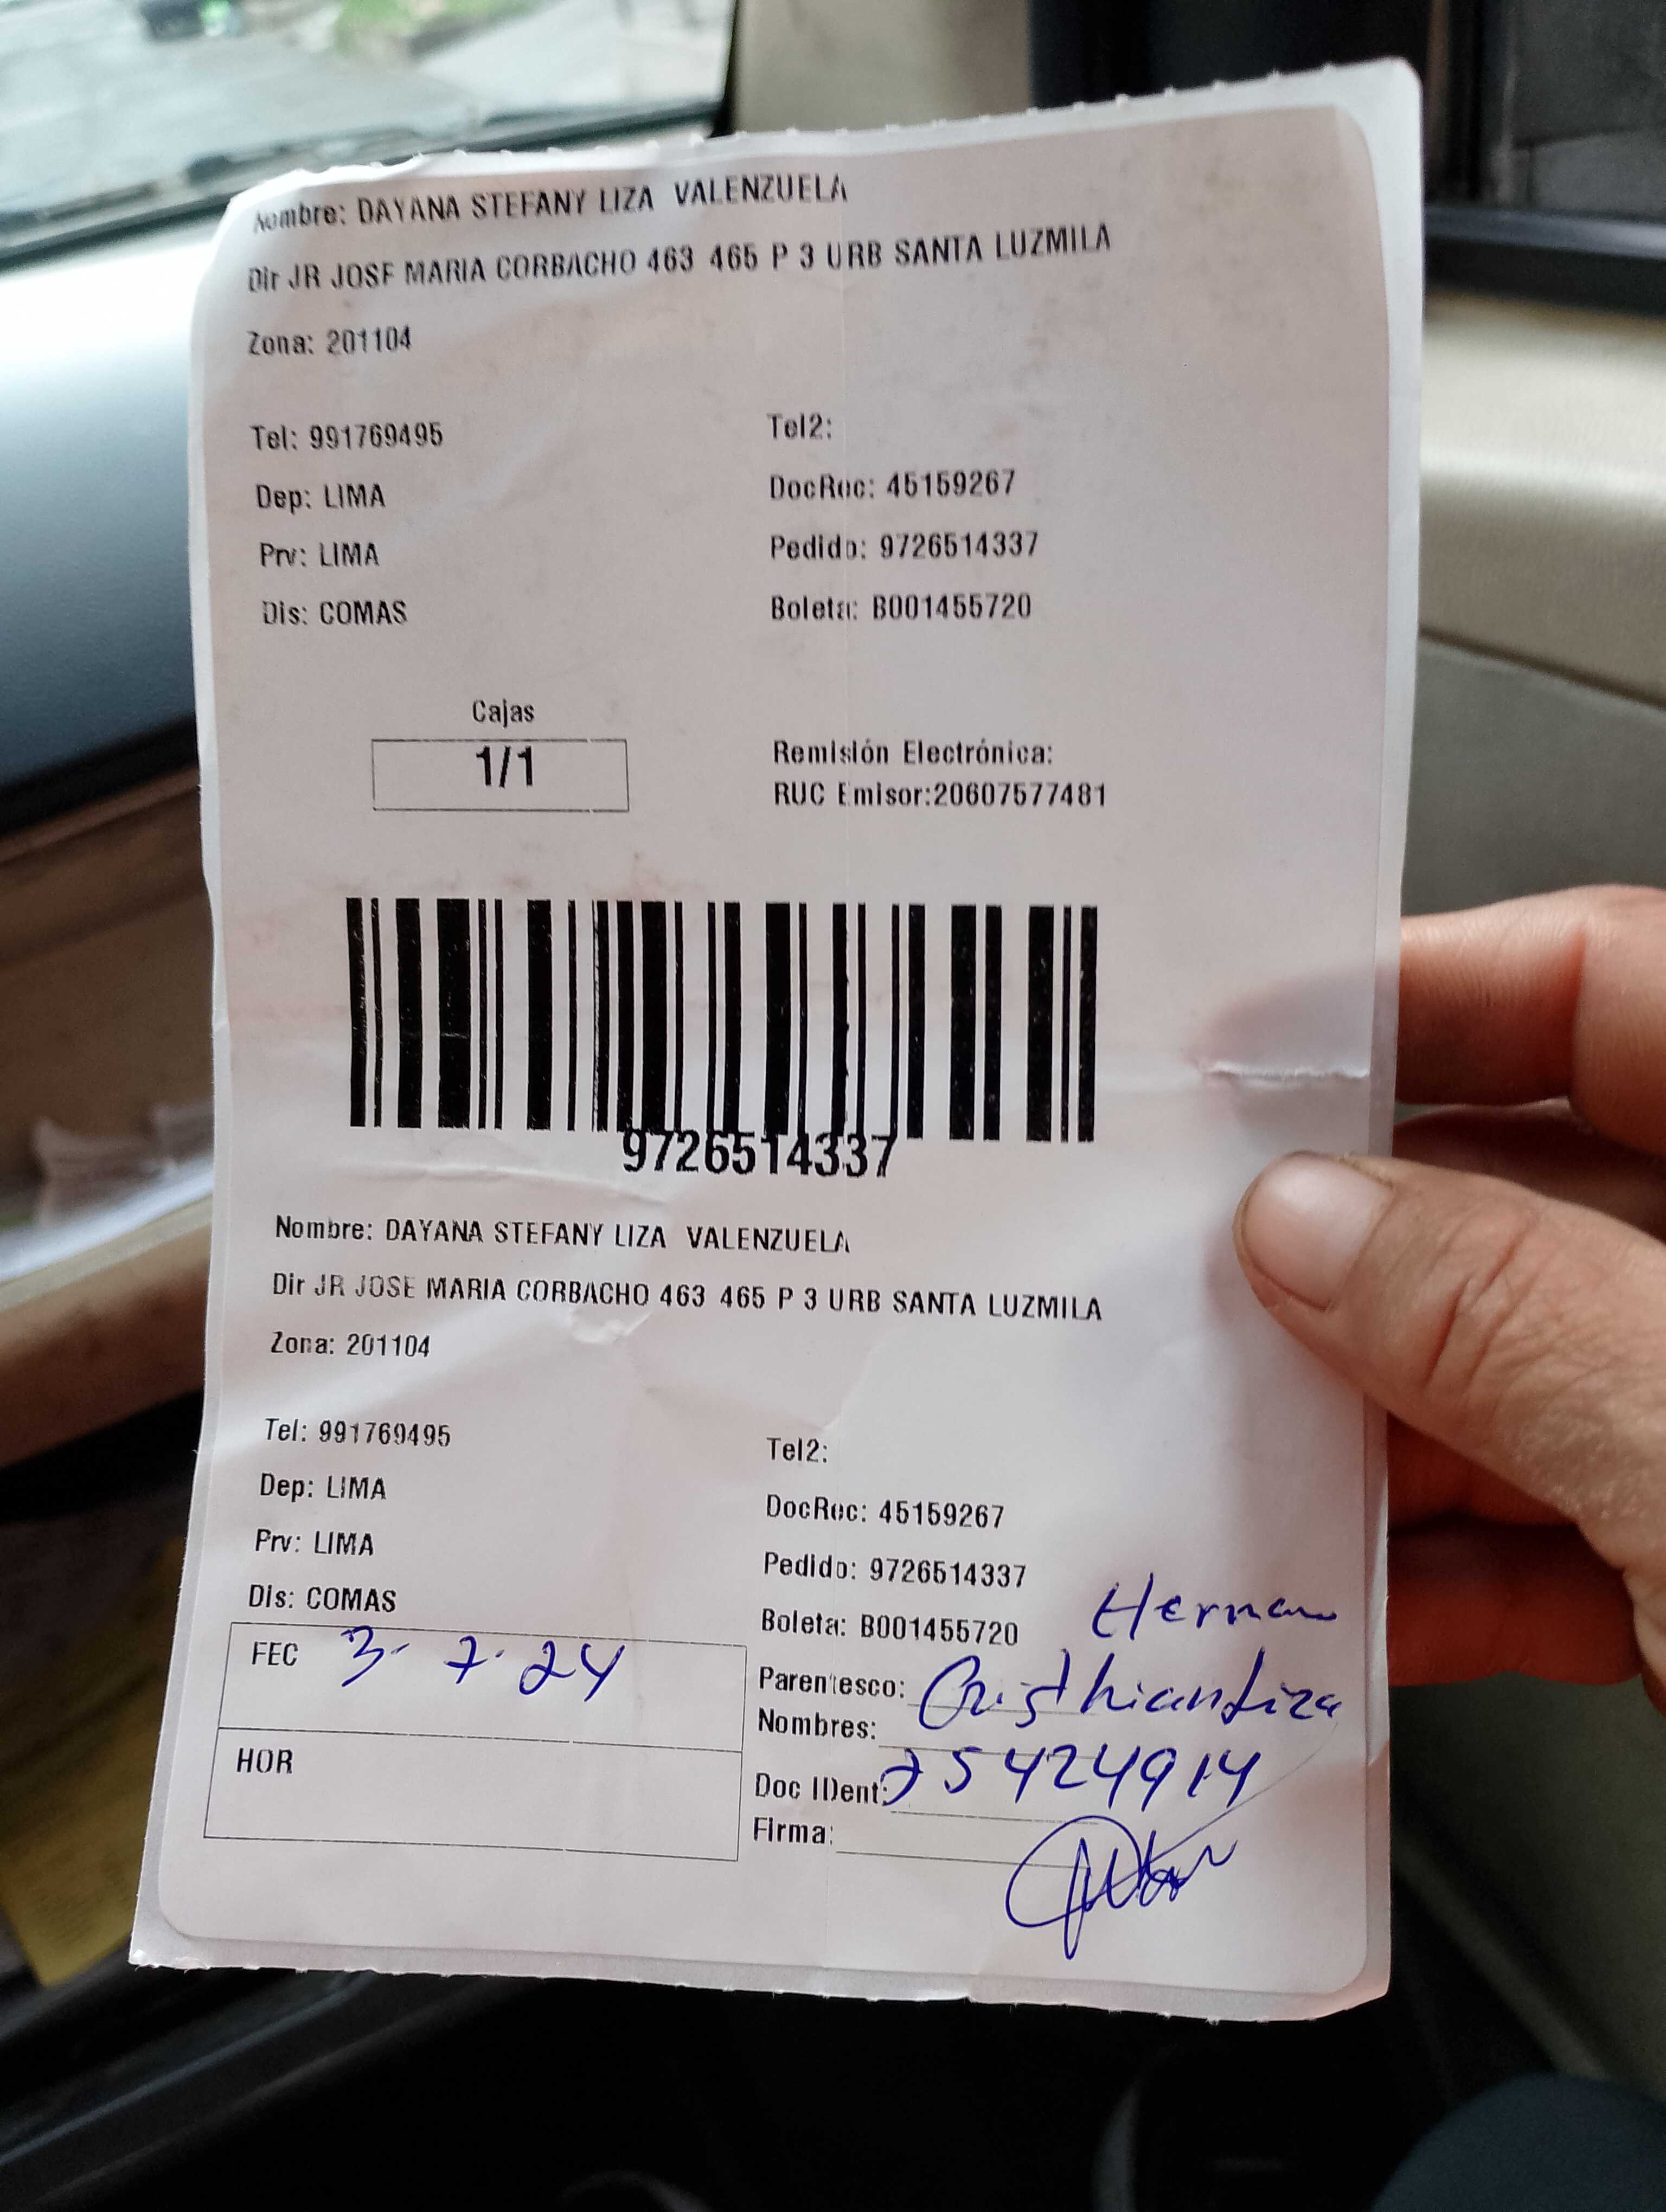 Nombre: DAYANA STEFANY LIZA VALENZUELA
Dir JR JOSE MARIA CORBACHO 463 465 P 3 URB SANTA LUZMILA
Zona: 201104
Tel: 991769495
Tel2:
Dep: LIMA
DocRec: 45159267
Prv: LIMA
Pedido: 9726514337
Dis: COMAS
Boleta: B001455720
Cajas
1/1
Remisión Electrónica:
RUC Emisor:20607577481
9726514337
Nombre: DAYANA STEFANY LIZA VALENZUELA
Dir JR JOSE MARIA CORBACHO 463 465 P 3 URB SANTA LUZMILA
Zona: 201104
Tel: 991769495
Tel2:
Dep: LIMA
DocRec: 45159267
Prv: LIMA
Pedido: 9726514337
Dis: COMAS
Boleta: B001455720
FEC 3-7-24
HOR
Parentesco: Cristhian Liza
Nombres:
Doc IDent: 75424914
Firma: